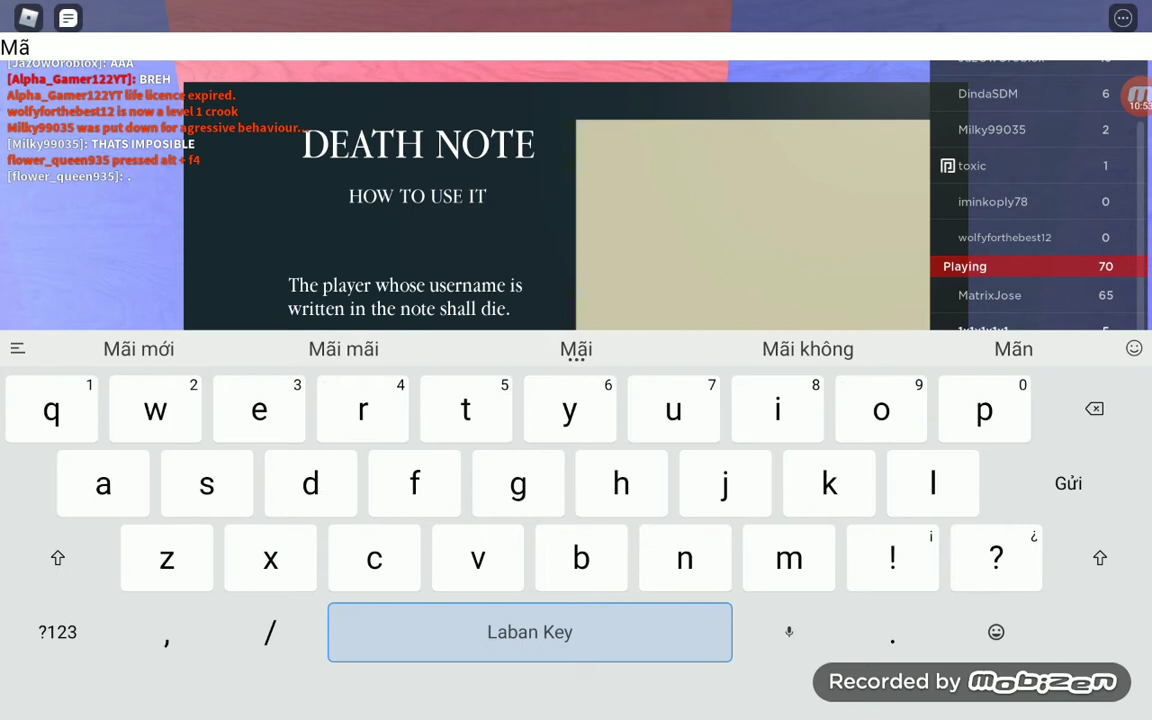 Mã
[JazOwOroblox]: AAA
[Alpha_Gamer122YT]: BREH
Alpha_Gamer122YT life licence expired.
wolfyforthebest12 is now a level 1 crook
Milky99035 was put down for agressive behaviour...
[Milky99035]: THATS IMPOSIBLE
flower_queen935 pressed alt + f4
[flower_queen935]: .
DEATH NOTE
HOW TO USE IT
The player whose username is
written in the note shall die.
DindaSDM 6
Milky99035 2
toxic 1
iminkoply78 0
wolfyforthebest12 0
Playing 70
MatrixJose 65
10:53
Mãi mới Mãi mãi Mãi Mãi không Mãn
q 1 w 2 e 3 r 4 t 5 y 6 u 7 i 8 o 9 p 0
a s d f g h j k l Gửi
z x c v b n m ! ¡ ? ¿
?123 , / Laban Key .
Recorded by mobizen